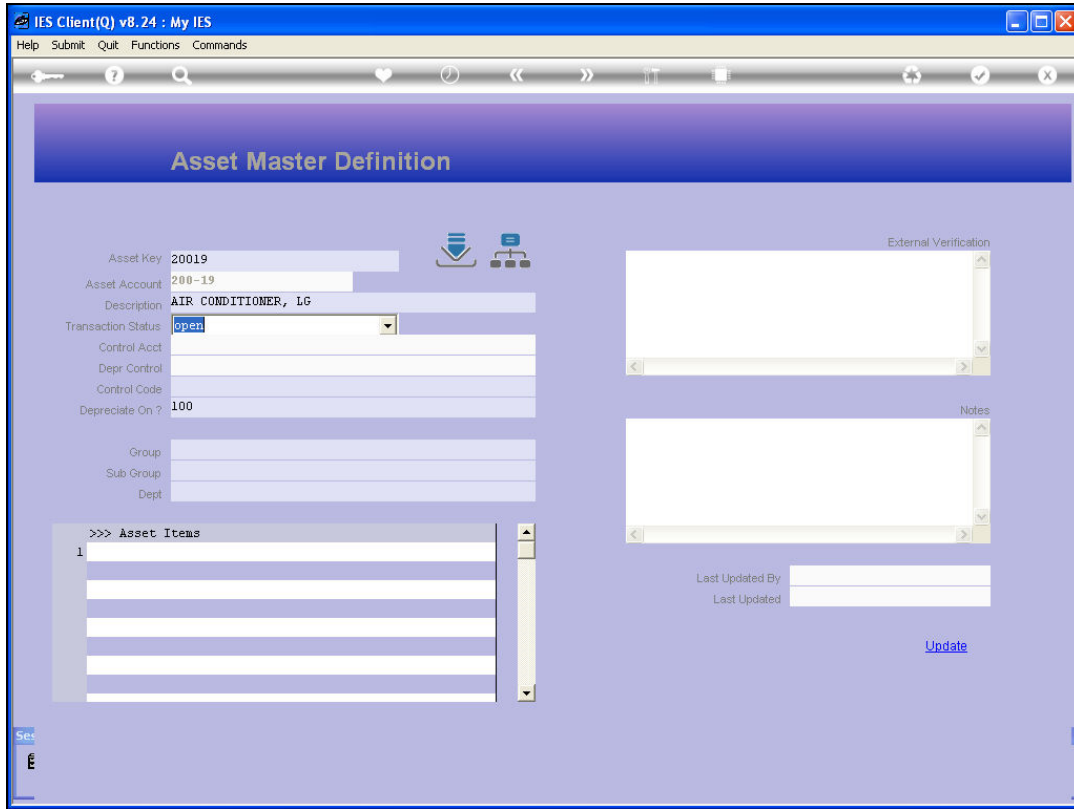 IES Client(Q) v8.24 : My IES
Help Submit Quit Functions Commands
Asset Master Definition
Asset Key 20019
Asset Account 200-19
Description AIR CONDITIONER, LG
Transaction Status open
Control Acct
Depr Control
Control Code
Depreciate On ? 100
Group
Sub Group
Dept
>>> Asset Items
1
External Verification
Notes
Last Updated By
Last Updated
Update
Ses